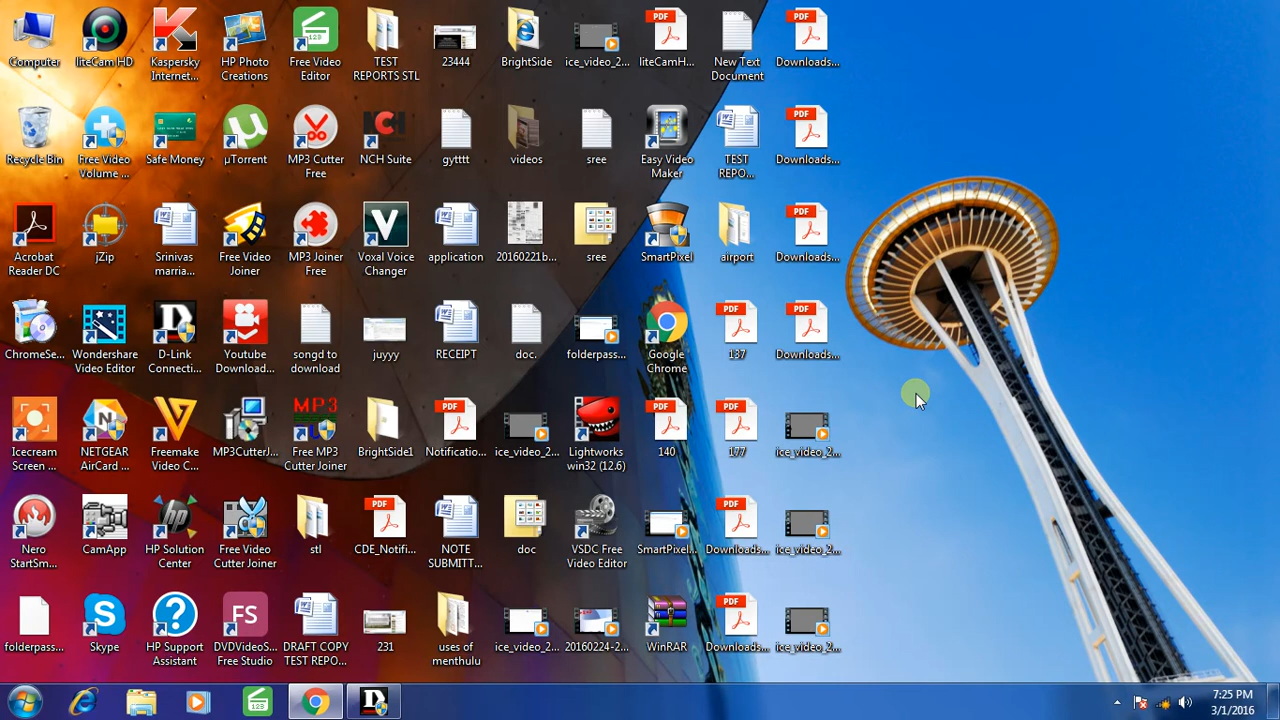 Computer
liteCam HD
Kaspersky
Internet...
HP Photo
Creations
Free Video
Editor
TEST
REPORTS STL
23444
BrightSide
ice_video_2...
liteCamH...
New Text
Document
Downloads...
Recycle Bin
Free Video
Volume ...
Safe Money
µTorrent
MP3 Cutter
Free
NCH Suite
gytttt
videos
sree
Easy Video
Maker
TEST
REPO...
Downloads...
Acrobat
Reader DC
jZip
Srinivas
marria...
Free Video
Joiner
MP3 Joiner
Free
Voxal Voice
Changer
application
20160221b...
sree
SmartPixel
airport
Downloads...
ChromeSe...
Wondershare
Video Editor
D-Link
Connecti...
Youtube
Download...
songd to
download
juyyy
RECEIPT
doc.
folderpass...
Google
Chrome
137
Downloads...
Icecream
Screen ...
NETGEAR
AirCard ...
Freemake
Video C...
MP3CutterJ...
Free MP3
Cutter Joiner
BrightSide1
Notificatio...
ice_video_2...
Lightworks
win32 (12.6)
140
177
ice_video_2...
Nero
StartSm...
CamApp
HP Solution
Center
Free Video
Cutter Joiner
stl
CDE_Notifi...
NOTE
SUBMITT...
doc
VSDC Free
Video Editor
SmartPixel...
Downloads...
ice_video_2...
folderpass...
Skype
HP Support
Assistant
DVDVideoS...
Free Studio
DRAFT COPY
TEST REPO...
231
uses of
menthulu
ice_video_2...
20160224-2...
WinRAR
Downloads...
ice_video_2...
7:25 PM
3/1/2016